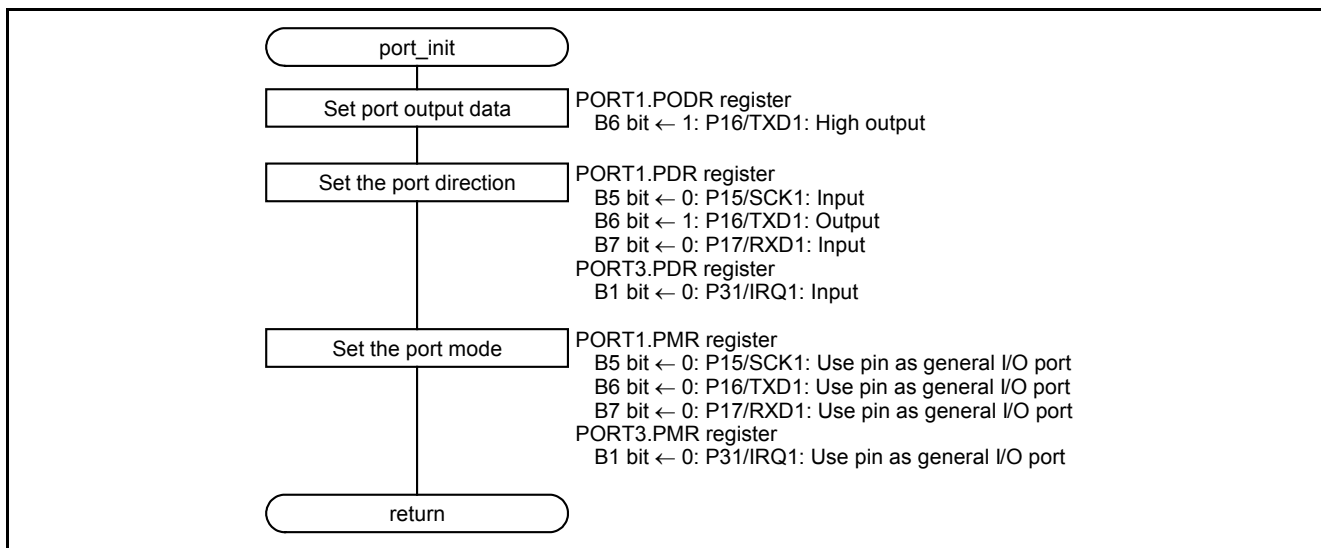 port_init
Set port output data
PORT1.PODR register
B6 bit ← 1: P16/TXD1: High output
Set the port direction
PORT1.PDR register
B5 bit ← 0: P15/SCK1: Input
B6 bit ← 1: P16/TXD1: Output
B7 bit ← 0: P17/RXD1: Input
PORT3.PDR register
B1 bit ← 0: P31/IRQ1: Input
Set the port mode
PORT1.PMR register
B5 bit ← 0: P15/SCK1: Use pin as general I/O port
B6 bit ← 0: P16/TXD1: Use pin as general I/O port
B7 bit ← 0: P17/RXD1: Use pin as general I/O port
PORT3.PMR register
B1 bit ← 0: P31/IRQ1: Use pin as general I/O port
return